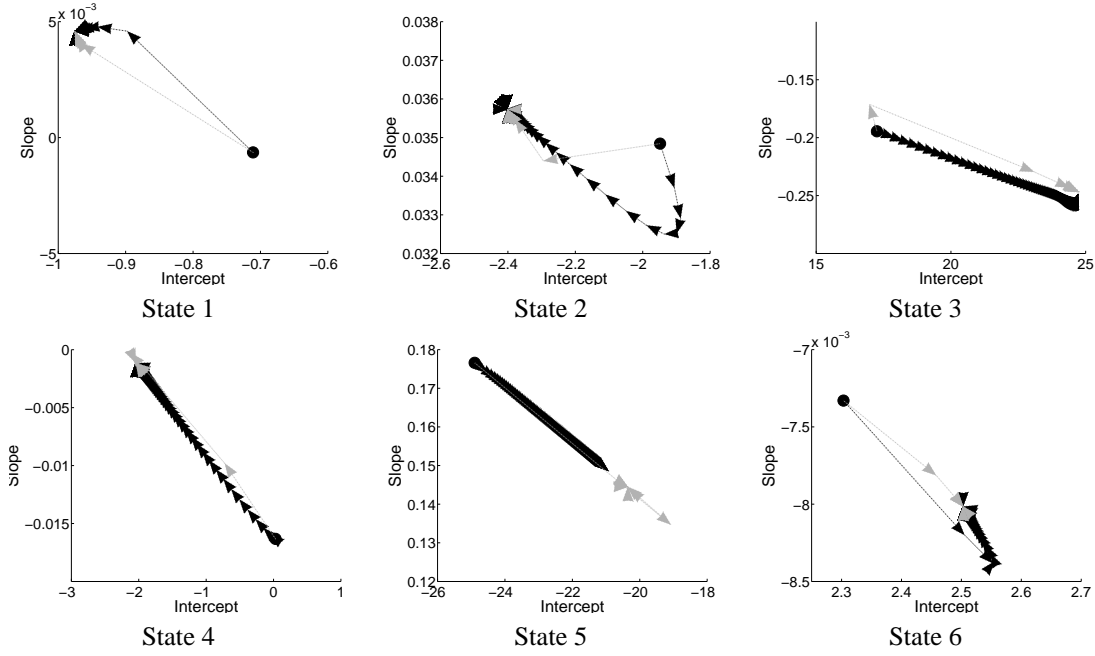 5 x 10⁻³
0
−5
Slope
−1 −0.9 −0.8 −0.7 −0.6
Intercept
State 1
0.038
0.037
0.036
0.035
0.034
0.033
0.032
Slope
−2.6 −2.4 −2.2 −2 −1.8
Intercept
State 2
−0.15
−0.2
−0.25
Slope
15 20 25
Intercept
State 3
0
−0.005
−0.01
−0.015
Slope
−3 −2 −1 0 1
Intercept
State 4
0.18
0.17
0.16
0.15
0.14
0.13
0.12
Slope
−26 −24 −22 −20 −18
Intercept
State 5
−7 x 10⁻³
−7.5
−8
−8.5
Slope
2.3 2.4 2.5 2.6 2.7
Intercept
State 6